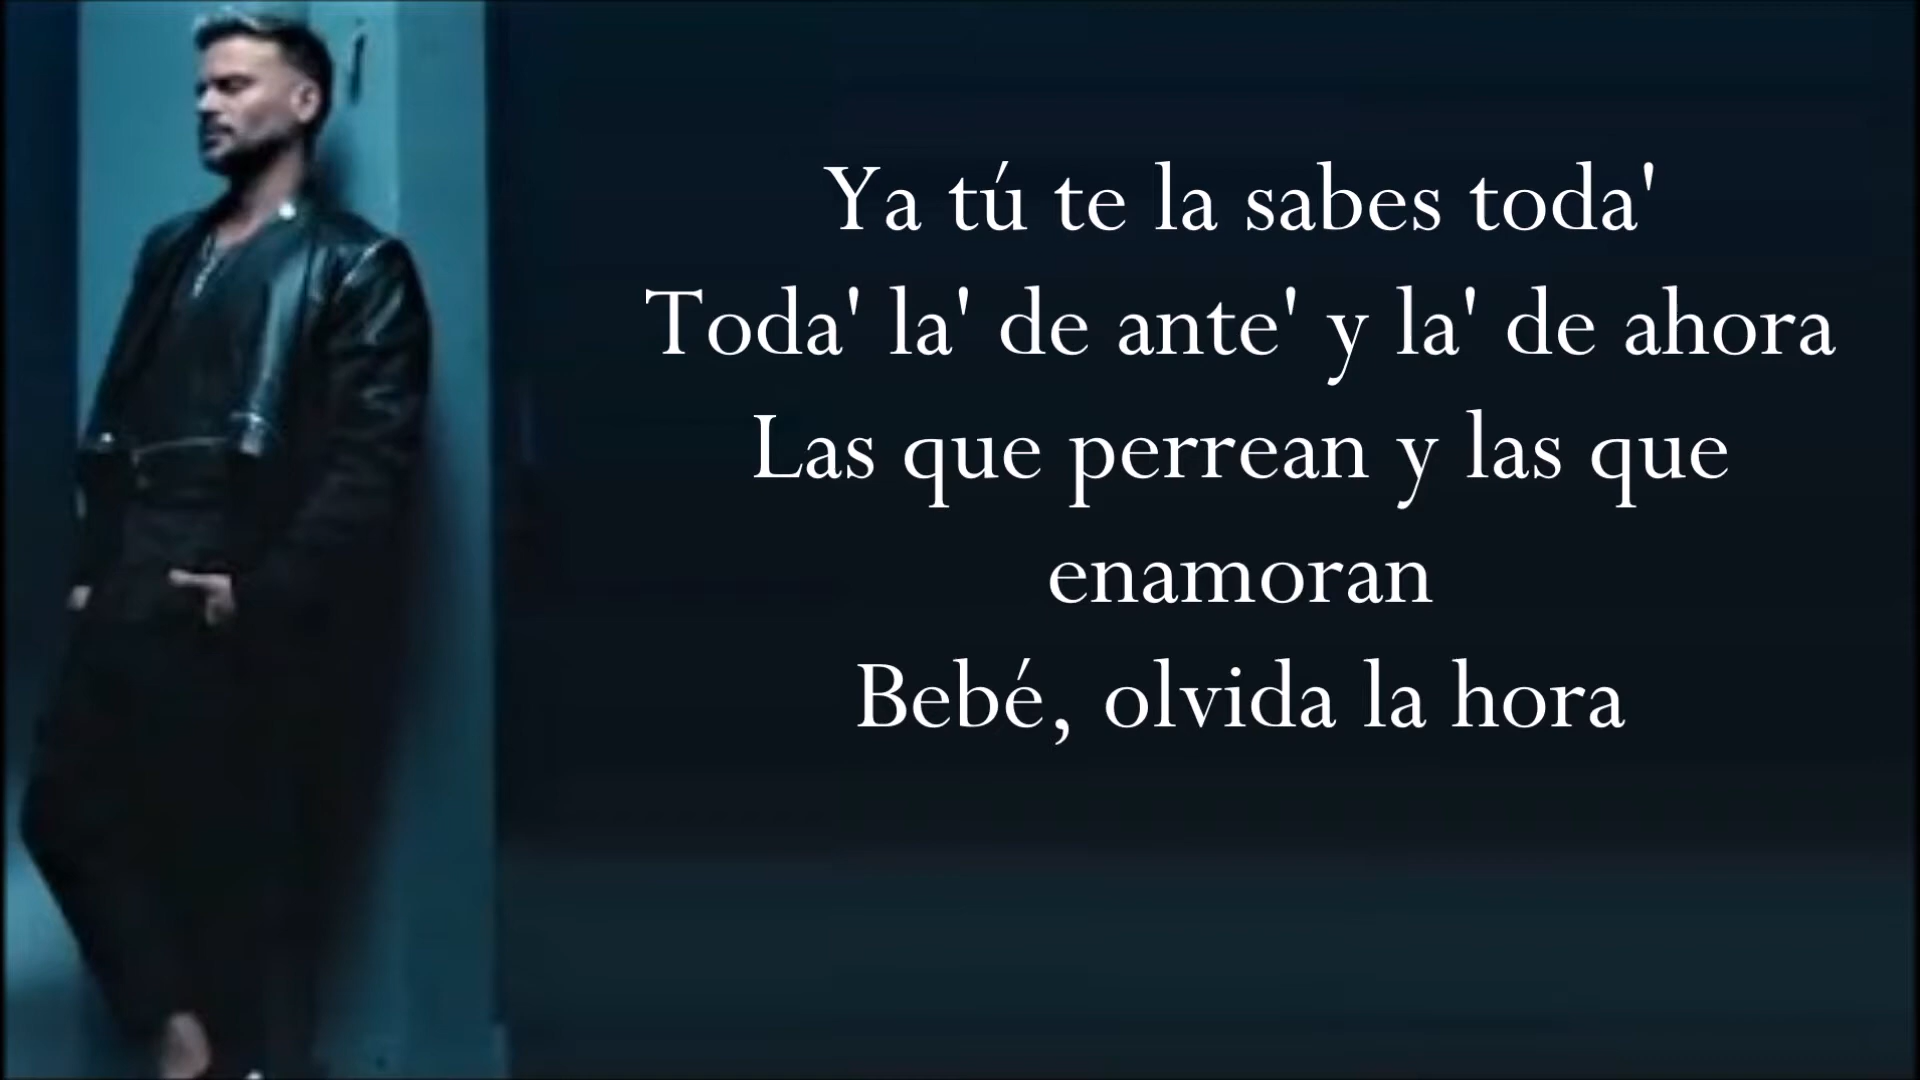 Ya tú te la sabes toda'
Toda' la' de ante' y la' de ahora
Las que perrean y las que
enamoran
Bebé, olvida la hora